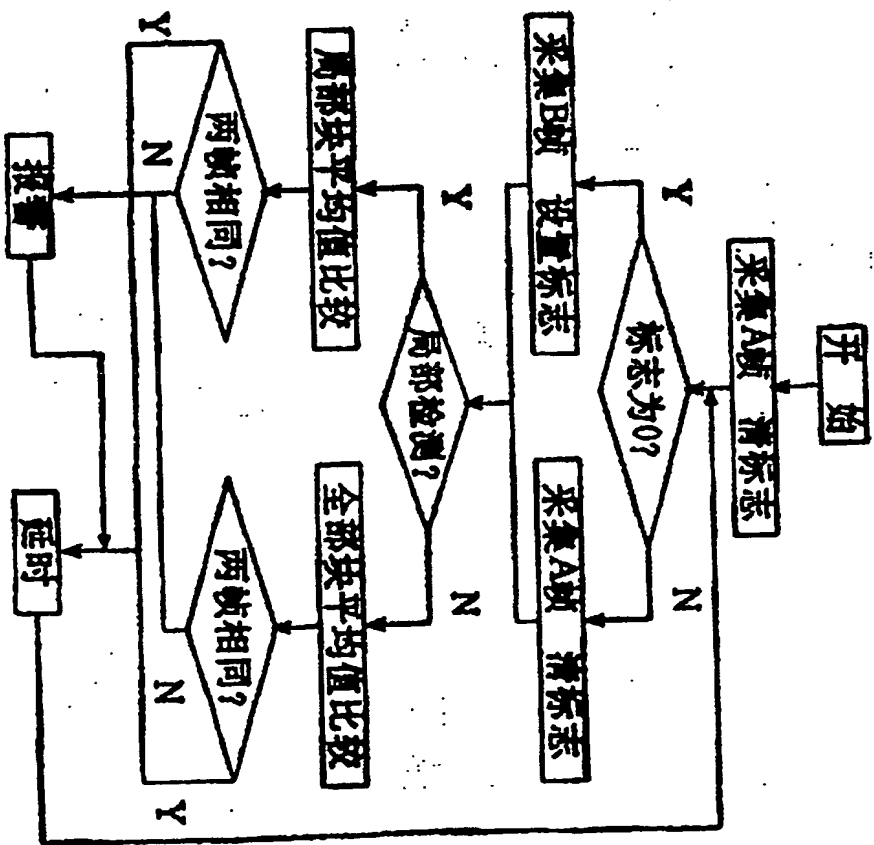 开始
采集A帧 清标志
标志为0?
Y
N
采集B帧 设量标志
采集A帧 清标志
局部检测?
Y
N
局部块平均值比较
全部块平均值比较
两帧相同?
两帧相同?
Y
N
N
Y
报警
延时